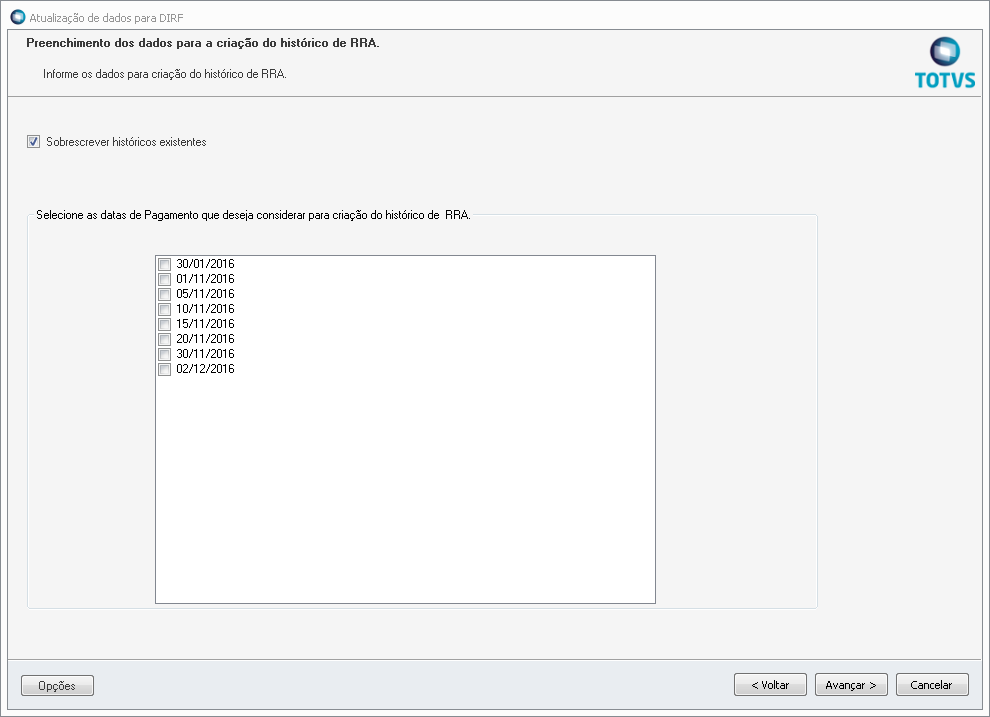 Atualização de dados para DIRF
Preenchimento dos dados para a criação do histórico de RRA.
Informe os dados para criação do histórico de RRA.
TOTVS
Sobrescrever históricos existentes
Selecione as datas de Pagamento que deseja considerar para criação do histórico de  RRA.
30/01/2016
01/11/2016
05/11/2016
10/11/2016
15/11/2016
20/11/2016
30/11/2016
02/12/2016
Opções
< Voltar
Avançar >
Cancelar